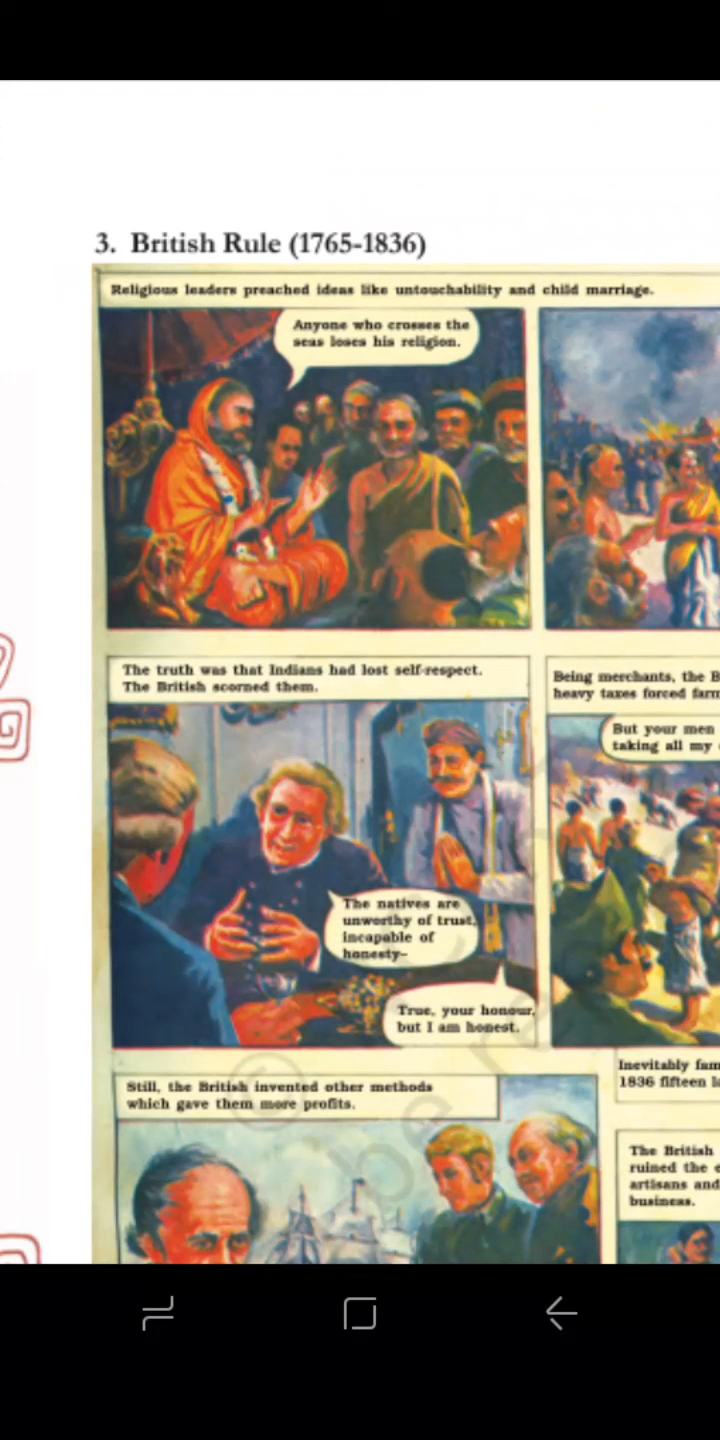 3. British Rule (1765-1836)
Religious leaders preached ideas like untouchability and child marriage.
Anyone who crosses the
seas loses his religion.
The truth was that Indians had lost self-respect.
The British scorned them.
The natives are
unworthy of trust,
incapable of
honesty–
True, your honour,
but I am honest.
Being merchants, the
heavy taxes forced
But your men
taking all my
Still, the British invented other methods
which gave them more profits.
Inevitably
1836 fifteen
The British
ruined the
artisans and
business.